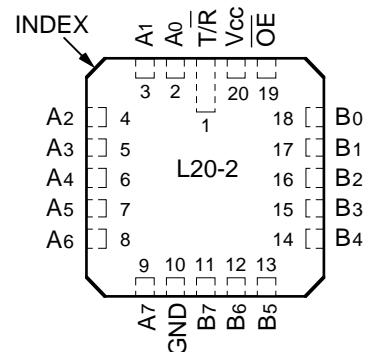 INDEX
A1 A0 T/R̅ Vcc O̅E̅
3 2 1 20 19
A2 4 18 B0
A3 5 17 B1
A4 6 L20-2 16 B2
A5 7 15 B3
A6 8 14 B4
9 10 11 12 13
A7 GND B7 B6 B5